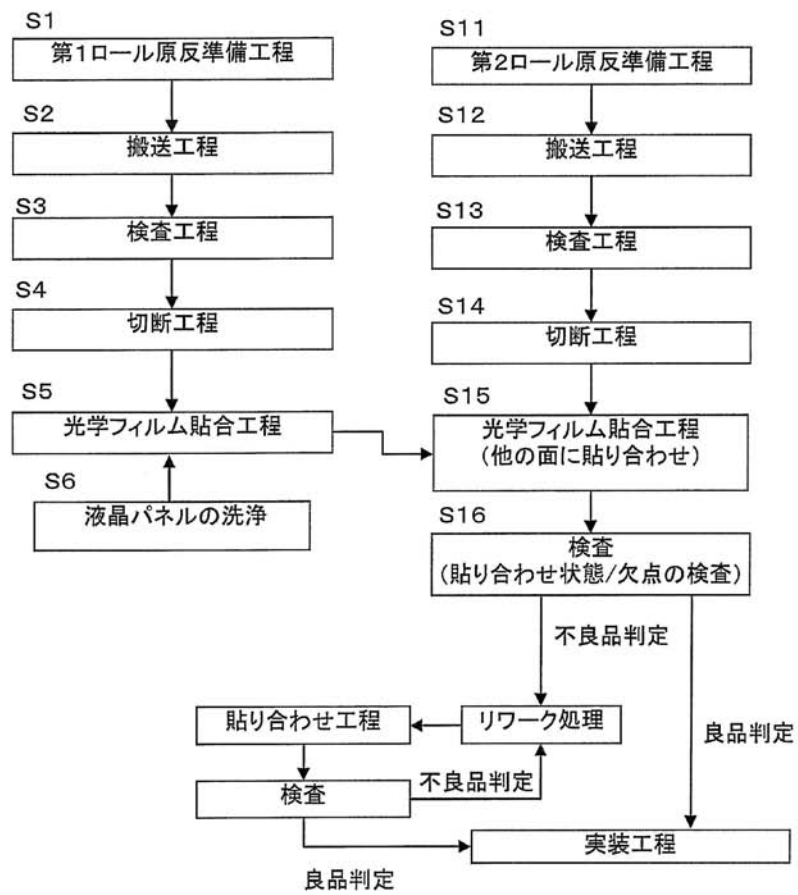 S1
第1ロール原反準備工程
S2
搬送工程
S3
検査工程
S4
切断工程
S5
光学フィルム貼合工程
S6
液晶パネルの洗浄
S11
第2ロール原反準備工程
S12
搬送工程
S13
検査工程
S14
切断工程
S15
光学フィルム貼合工程
(他の面に貼り合わせ)
S16
検査
(貼り合わせ状態/欠点の検査)
不良品判定
良品判定
リワーク処理
貼り合わせ工程
不良品判定
検査
良品判定
実装工程